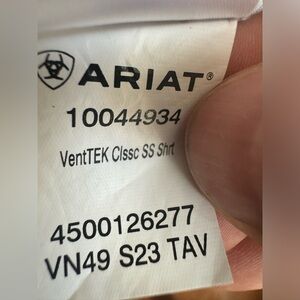 ARIAT®
10044934
VentTEK Clssc SS Shrt
4500126277
VN49 S23 TAV